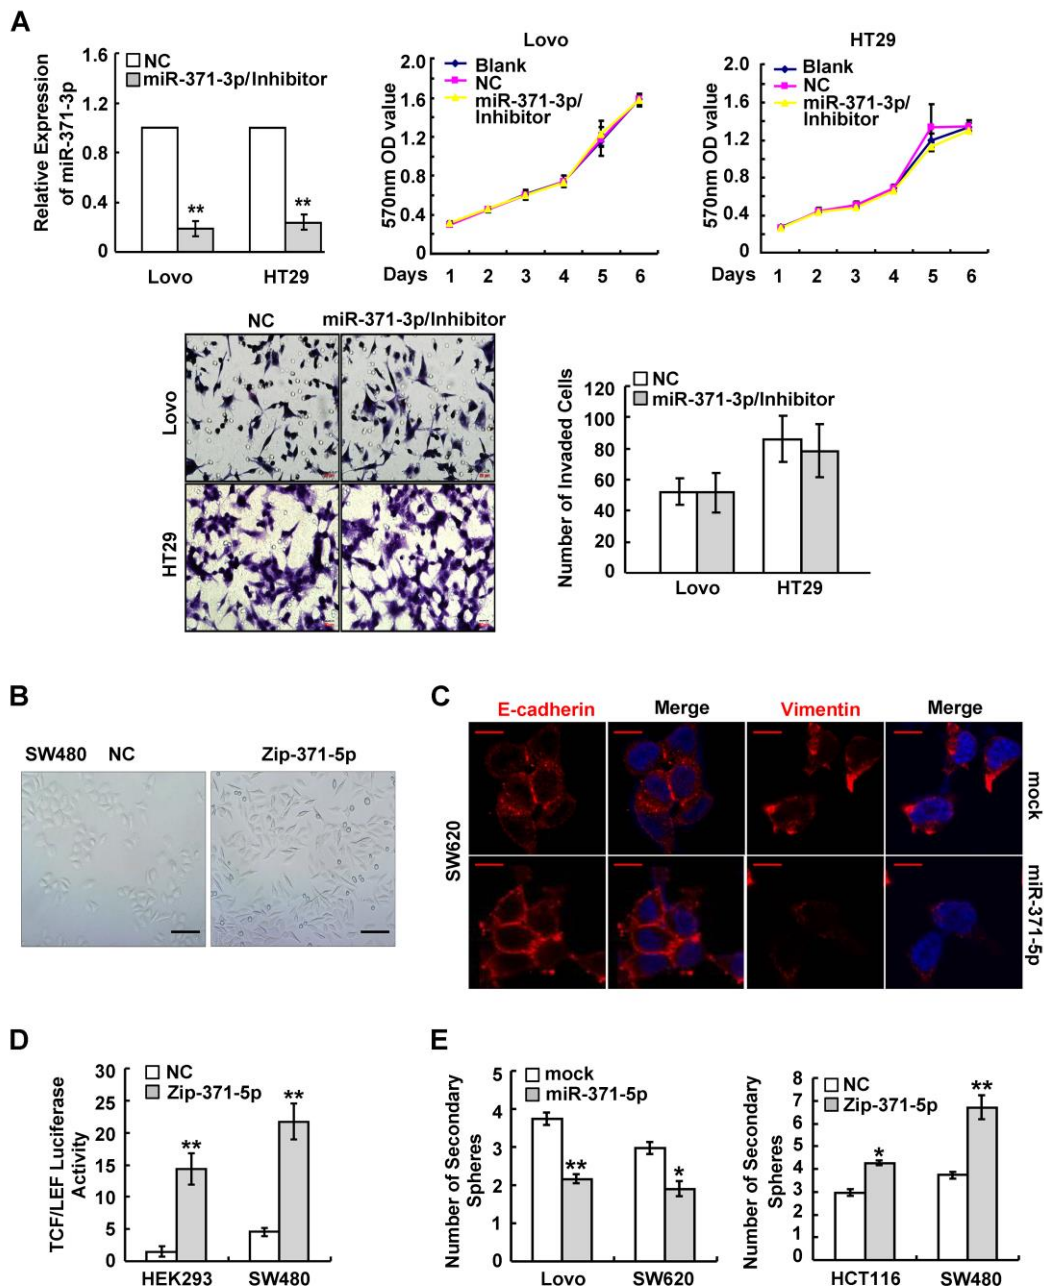 A
Relative Expression
of miR-371-3p
1.6
1.2
0.8
0.4
0
NC
miR-371-3p/Inhibitor
**
**
Lovo
HT29
Lovo
570nm OD value
2.0
1.6
1.2
0.8
0.4
0
Blank
NC
miR-371-3p/
Inhibitor
Days 1 2 3 4 5 6
HT29
570nm OD value
2.0
1.6
1.2
0.8
0.4
0
Blank
NC
miR-371-3p/
Inhibitor
Days 1 2 3 4 5 6
NC
miR-371-3p/Inhibitor
Lovo
HT29
Number of Invaded Cells
120
100
80
60
40
20
0
NC
miR-371-3p/Inhibitor
Lovo
HT29
B
SW480 NC
Zip-371-5p
C
E-cadherin
Merge
Vimentin
Merge
SW620
mock
miR-371-5p
D
TCF/LEF Luciferase
Activity
30
25
20
15
10
5
0
NC
Zip-371-5p
**
**
HEK293
SW480
E
Number of Secondary
Spheres
5
4
3
2
1
0
mock
miR-371-5p
**
*
Lovo
SW620
Number of Secondary
Spheres
8
7
6
5
4
3
2
1
0
NC
Zip-371-5p
*
**
HCT116
SW480